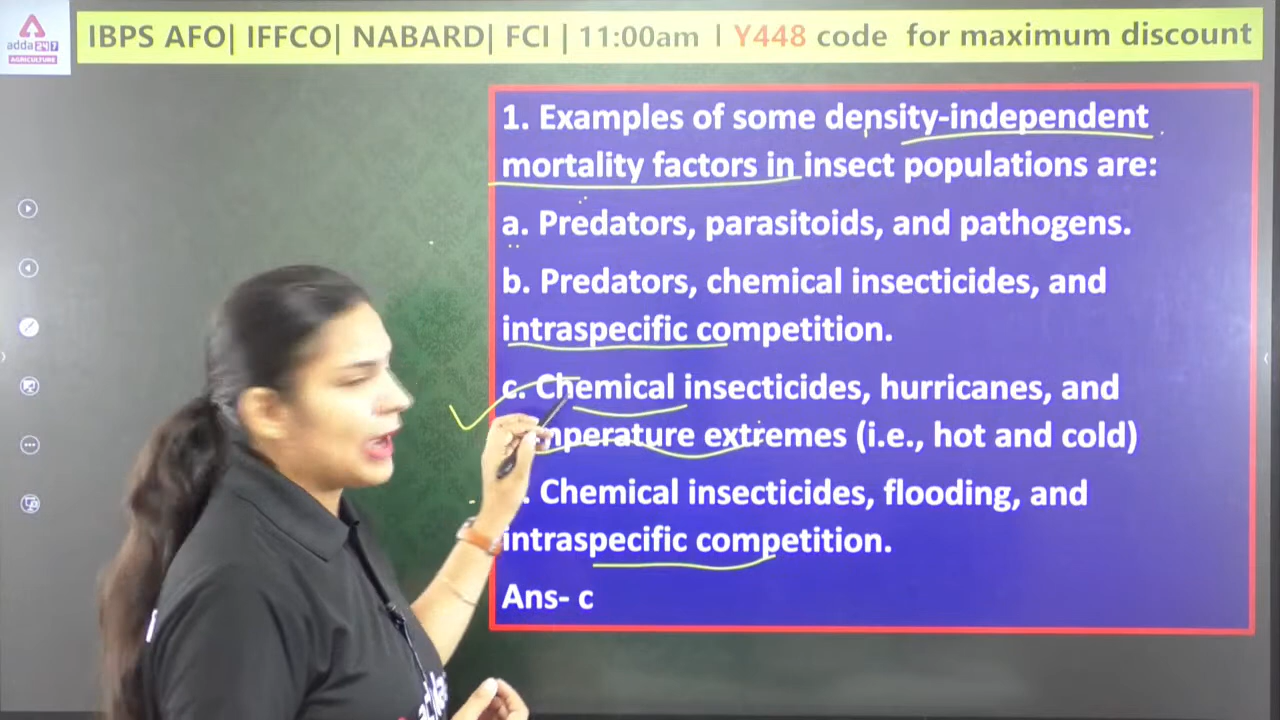 adda 247
AGRICULTURE
IBPS AFO| IFFCO| NABARD| FCI | 11:00am I Y448 code for maximum discount
1. Examples of some density-independent
mortality factors in insect populations are:
a. Predators, parasitoids, and pathogens.
b. Predators, chemical insecticides, and
intraspecific competition.
c. Chemical insecticides, hurricanes, and
mperature extremes (i.e., hot and cold)
. Chemical insecticides, flooding, and
intraspecific competition.
Ans- c